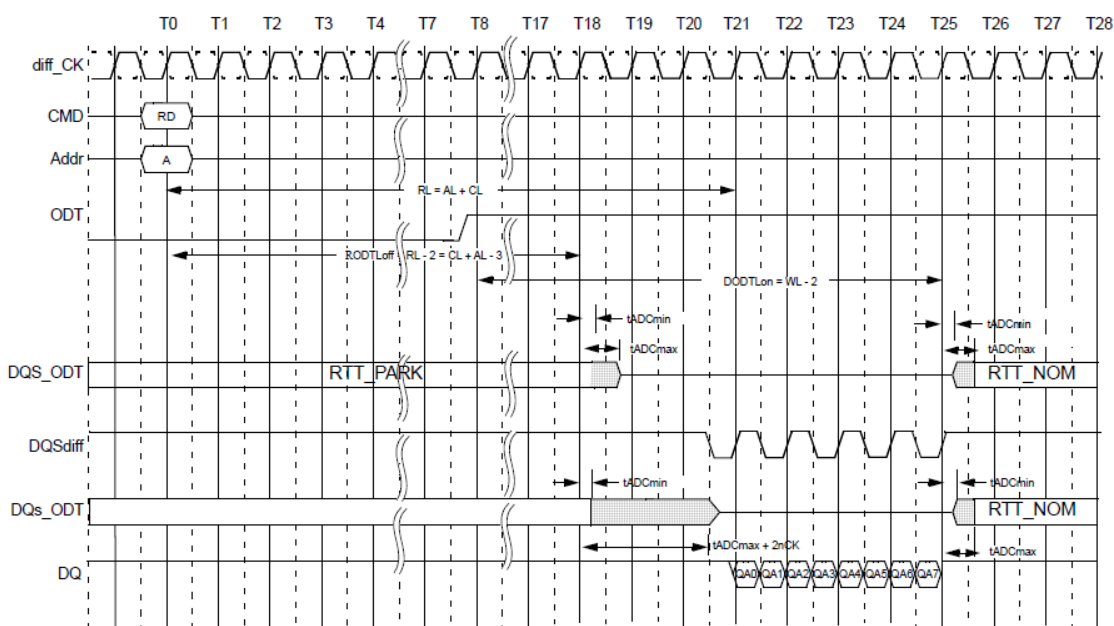 T0 T1 T2 T3 T4 T7 T8 T17 T18 T19 T20 T21 T22 T23 T24 T25 T26 T27 T28
diff_CK
CMD RD
Addr A
RL = AL + CL
ODT
RODTLoff RL - 2 = CL + AL - 3
DODTLon = WL - 2
tADCmin tADCmin
tADCmax tADCmax
DQS_ODT RTT_PARK RTT_NOM
DQSdiff
tADCmin tADCmin
DQs_ODT RTT_NOM
tADCmax + 2nCK tADCmax
DQ QA0 QA1 QA2 QA3 QA4 QA5 QA6 QA7